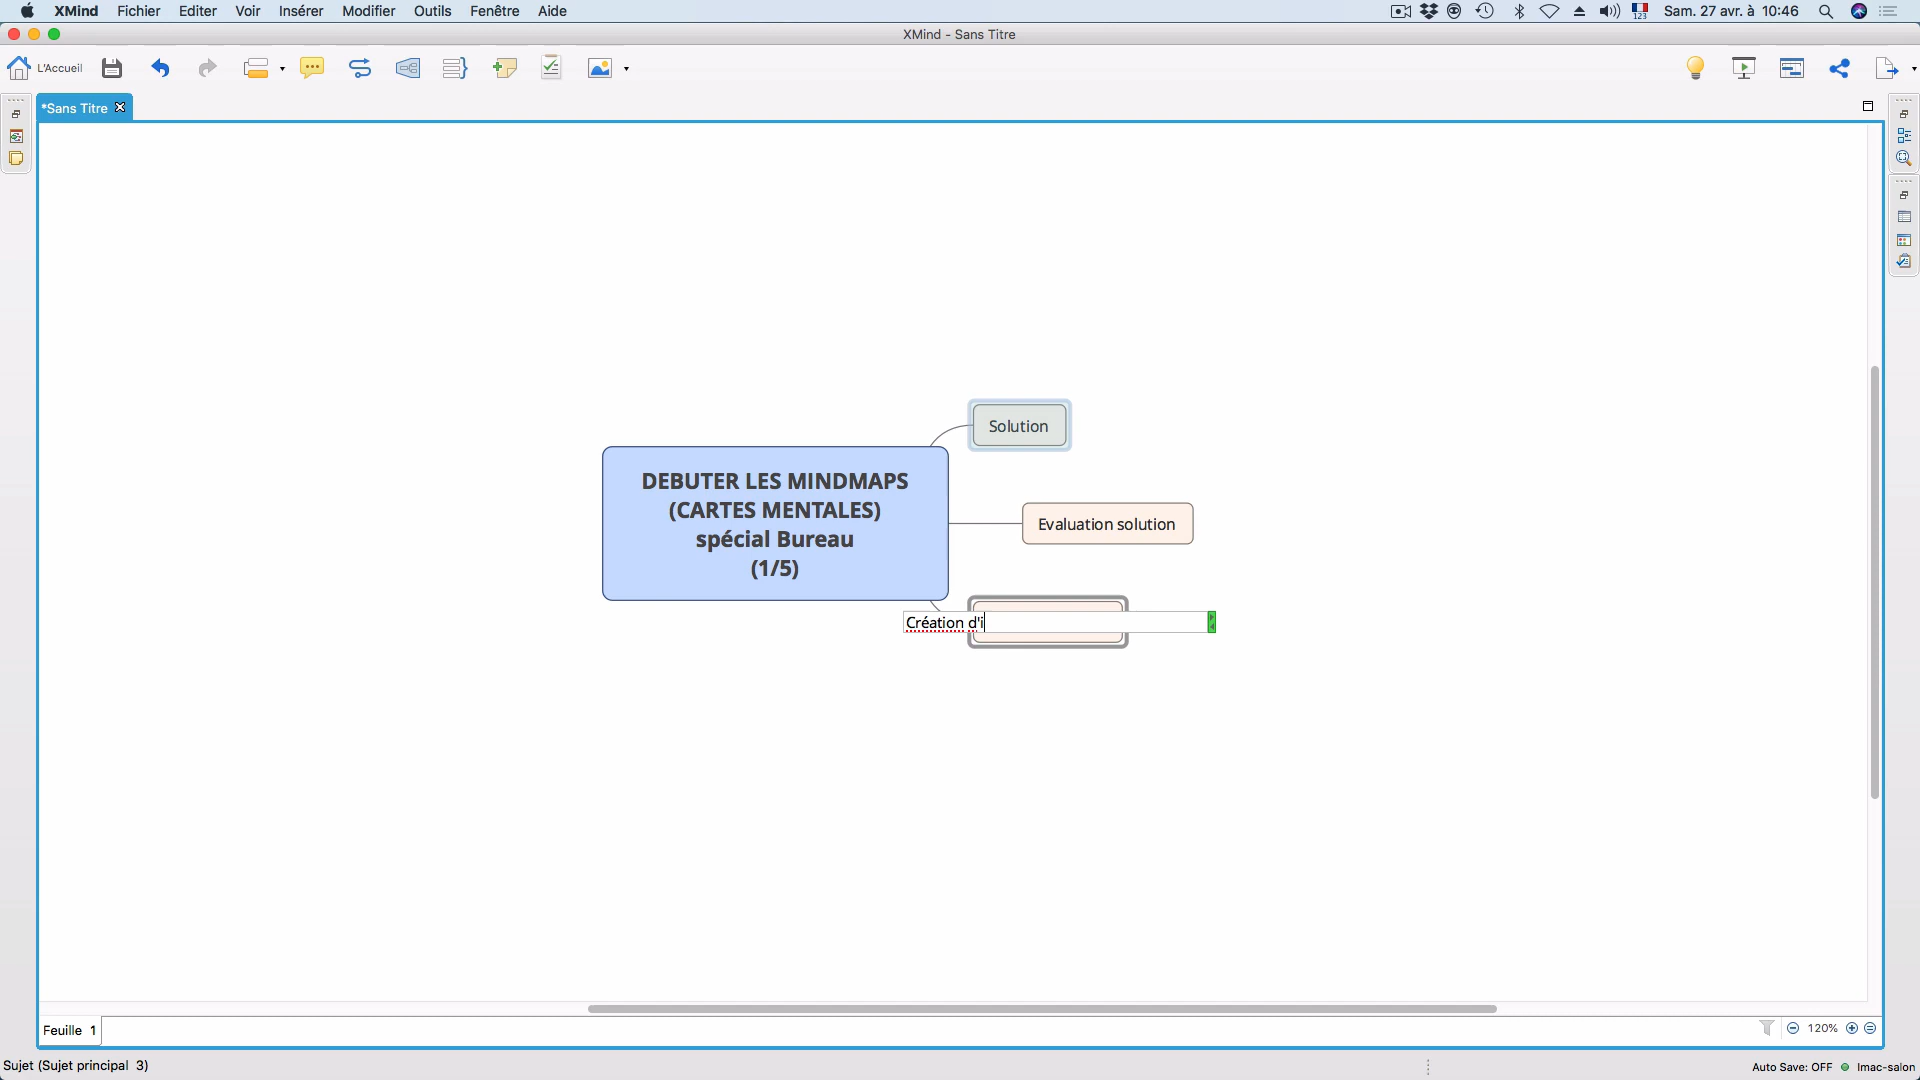 XMind Fichier Editer Voir Insérer Modifier Outils Fenêtre Aide
123 Sam. 27 avr. à 10:46
XMind - Sans Titre
L'Accueil
*Sans Titre
Solution
DEBUTER LES MINDMAPS
(CARTES MENTALES)
spécial Bureau
(1/5)
Evaluation solution
Création d'i
Feuille 1
120%
Sujet (Sujet principal 3)
Auto Save: OFF Imac-salon